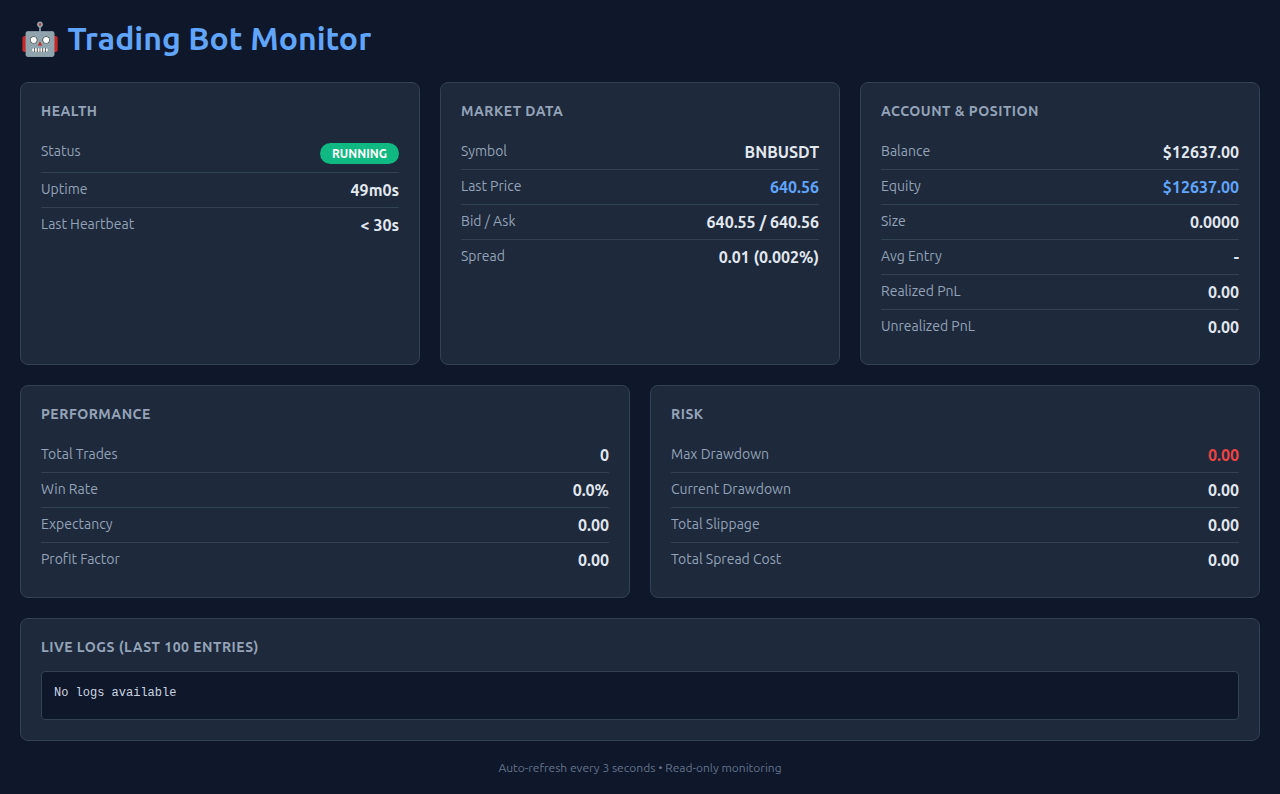 🤖 Trading Bot Monitor
HEALTH
Status RUNNING
Uptime 49m0s
Last Heartbeat < 30s
MARKET DATA
Symbol BNBUSDT
Last Price 640.56
Bid / Ask 640.55 / 640.56
Spread 0.01 (0.002%)
ACCOUNT & POSITION
Balance $12637.00
Equity $12637.00
Size 0.0000
Avg Entry -
Realized PnL 0.00
Unrealized PnL 0.00
PERFORMANCE
Total Trades 0
Win Rate 0.0%
Expectancy 0.00
Profit Factor 0.00
RISK
Max Drawdown 0.00
Current Drawdown 0.00
Total Slippage 0.00
Total Spread Cost 0.00
LIVE LOGS (LAST 100 ENTRIES)
No logs available
Auto-refresh every 3 seconds • Read-only monitoring